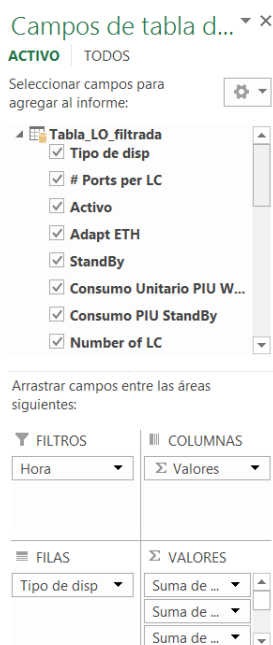 Campos de tabla d...
ACTIVO TODOS
Seleccionar campos para
agregar al informe:
Tabla_LO_filtrada
Tipo de disp
# Ports per LC
Activo
Adapt ETH
StandBy
Consumo Unitario PIU W...
Consumo PIU StandBy
Number of LC
Arrastrar campos entre las áreas
siguientes:
FILTROS
Hora
COLUMNAS
Σ Valores
FILAS
Tipo de disp
Σ VALORES
Suma de ...
Suma de ...
Suma de ...